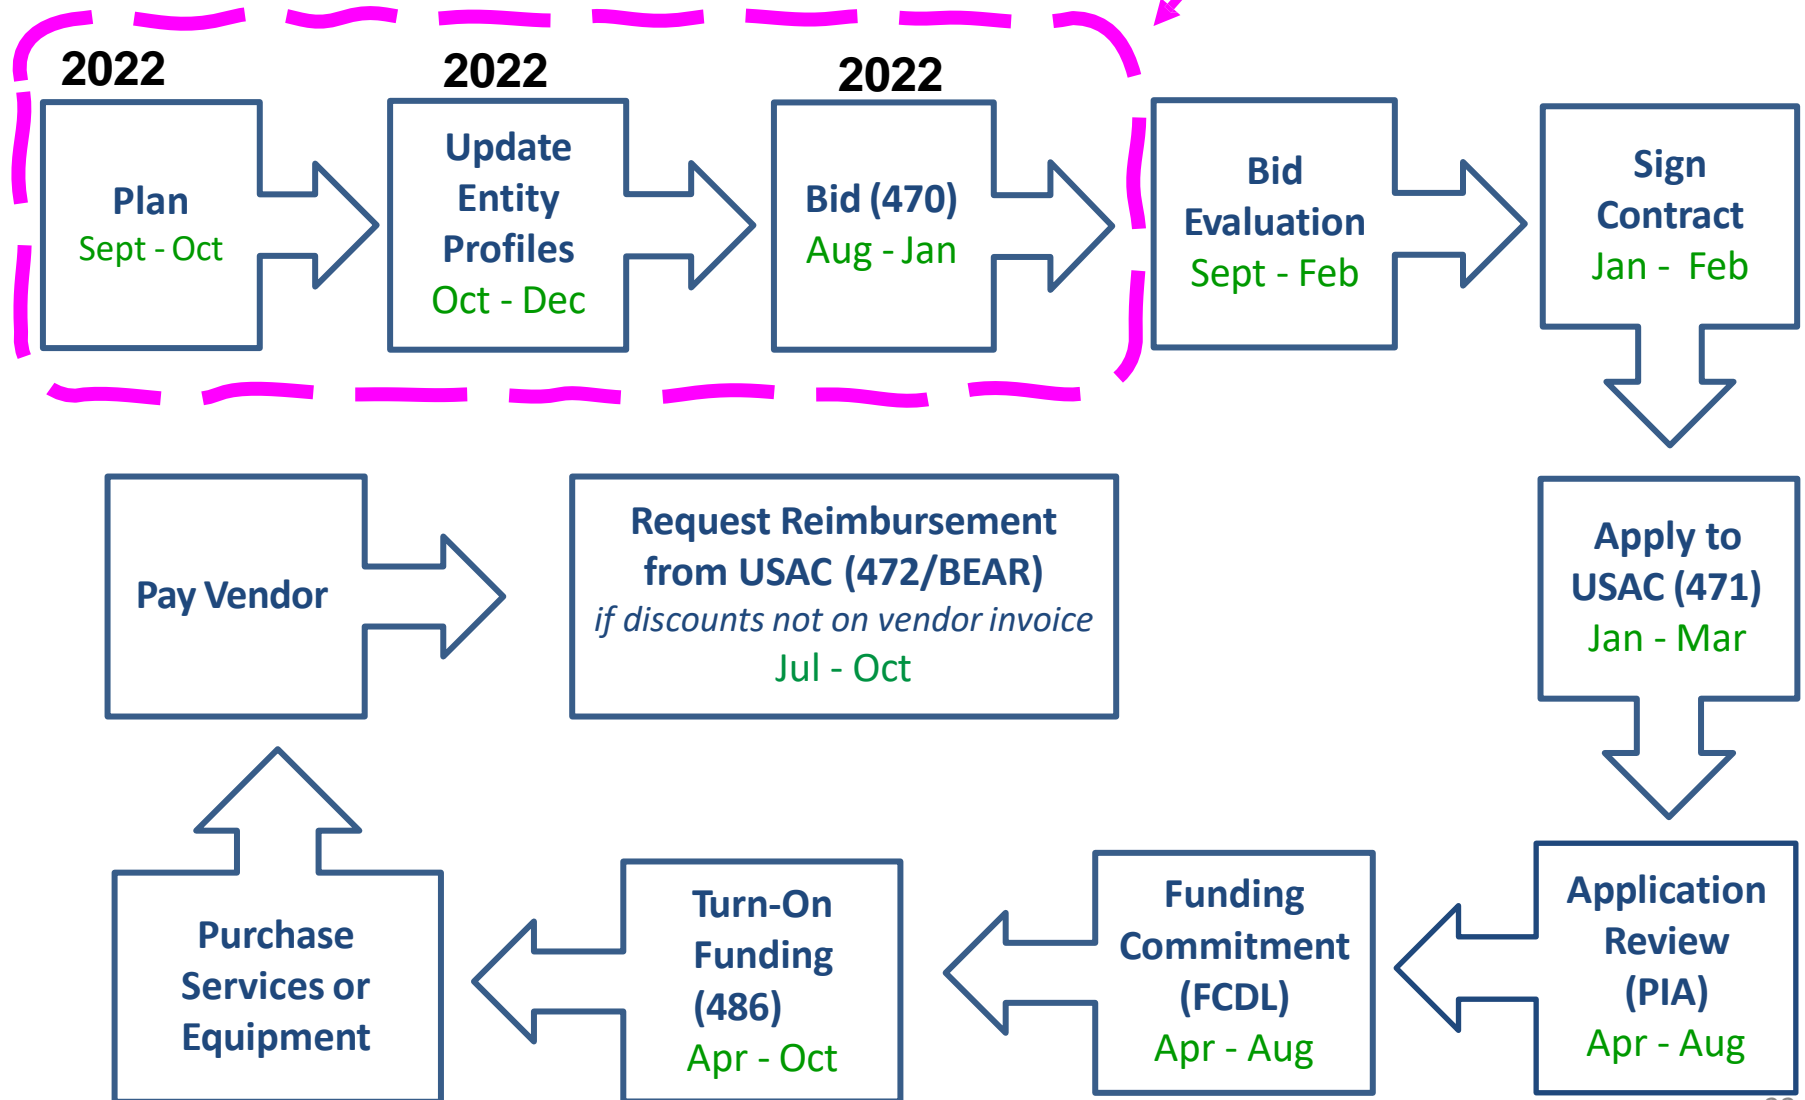 2022
2022
2022
Plan
Sept - Oct
Update
Entity
Profiles
Oct - Dec
Bid (470)
Aug - Jan
Bid
Evaluation
Sept - Feb
Sign
Contract
Jan - Feb
Apply to
USAC (471)
Jan - Mar
Application
Review
(PIA)
Apr - Aug
Funding
Commitment
(FCDL)
Apr - Aug
Turn-On
Funding
(486)
Apr - Oct
Purchase
Services or
Equipment
Pay Vendor
Request Reimbursement
from USAC (472/BEAR)
if discounts not on vendor invoice
Jul - Oct